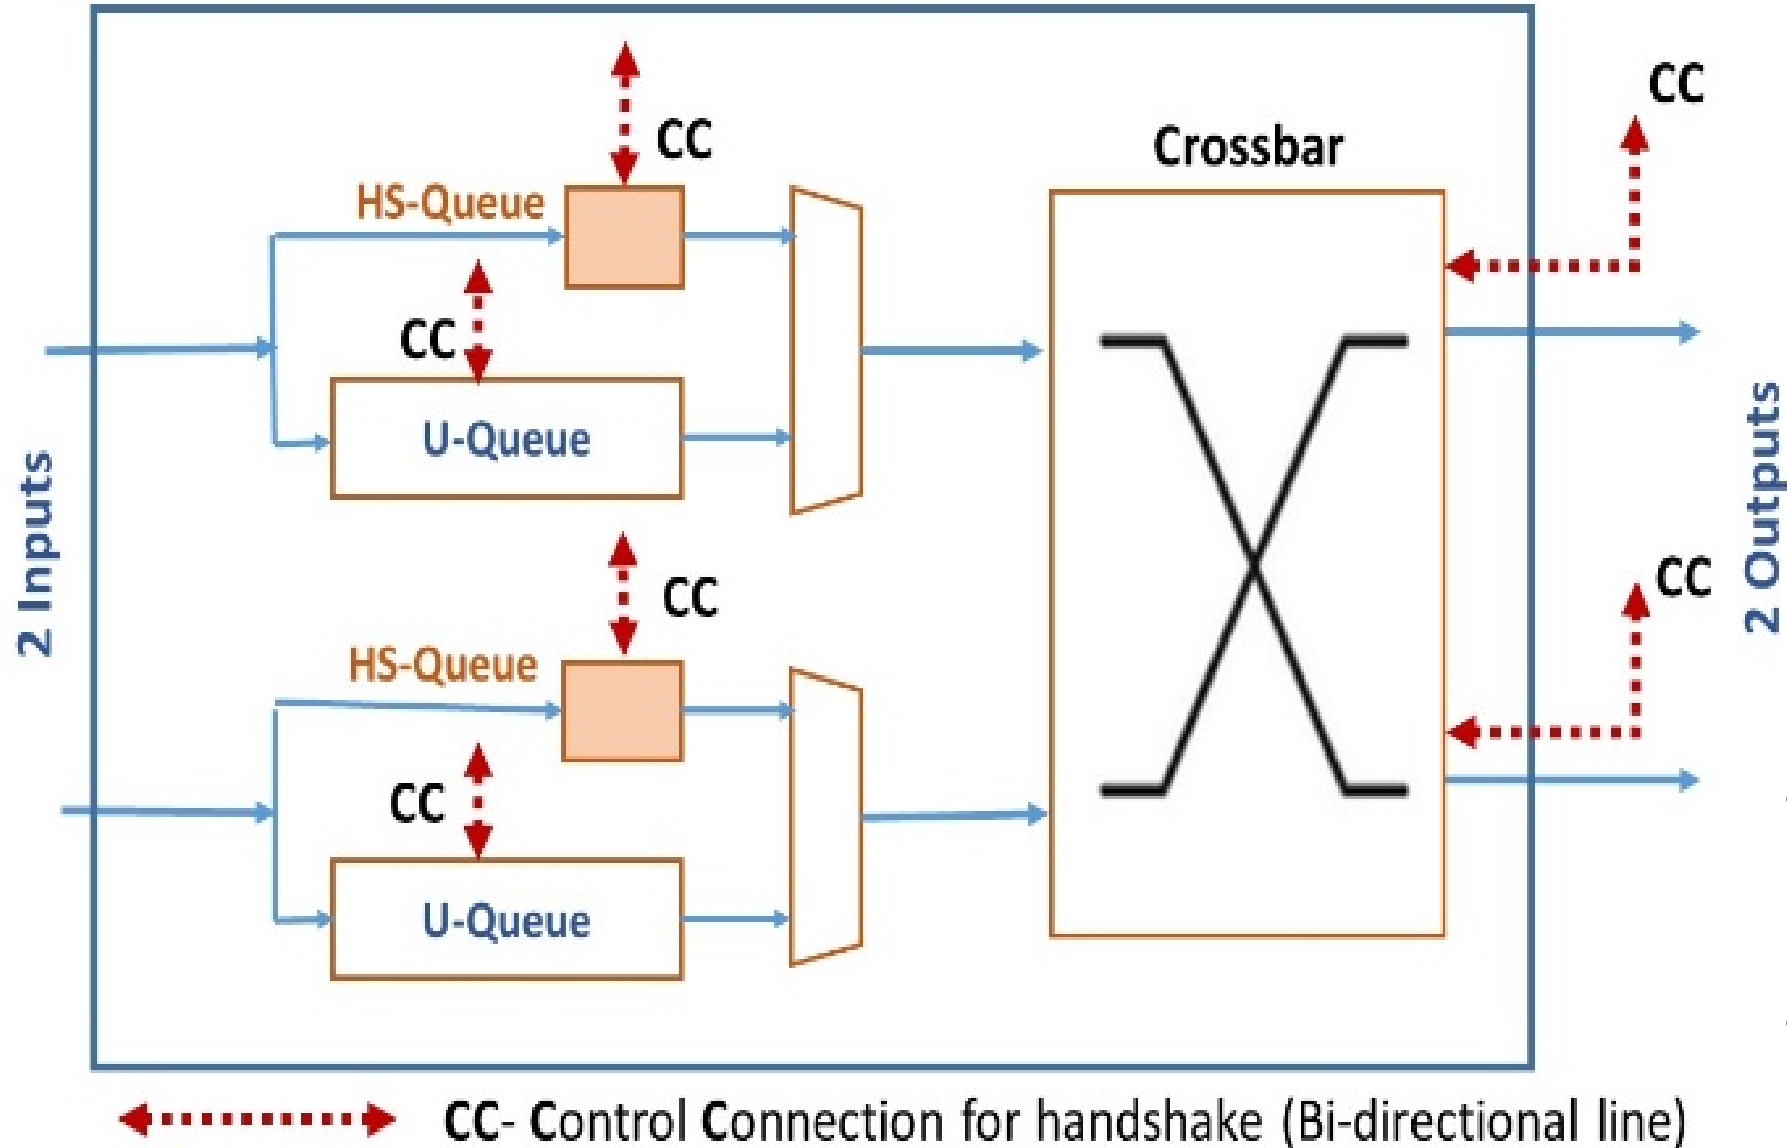 CC
CC
Crossbar
HS-Queue
CC
U-Queue
2 Inputs
2 Outputs
CC
CC
HS-Queue
CC
U-Queue
CC- Control Connection for handshake (Bi-directional line)